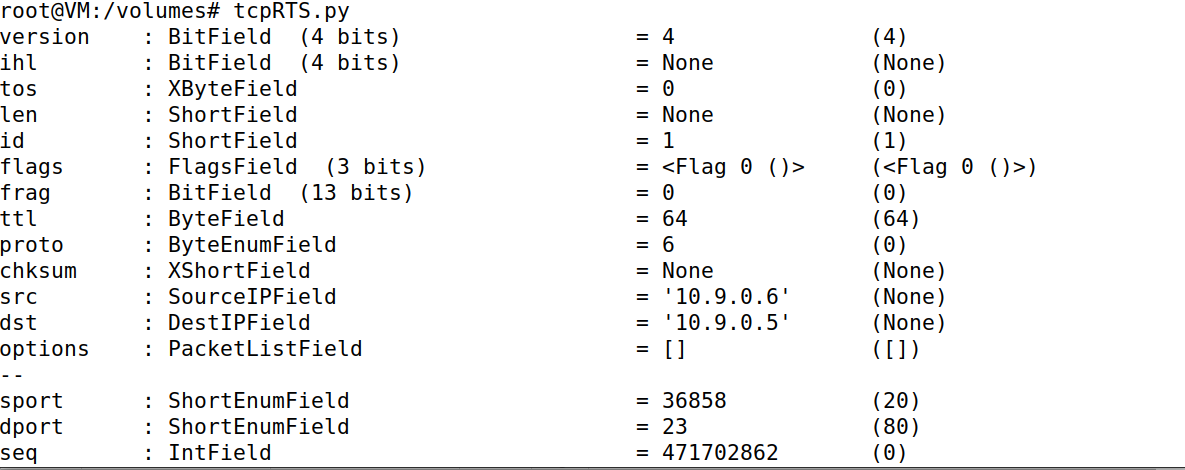 root@VM:/volumes# tcpRTS.py
version    : BitField  (4 bits)                  = 4               (4)
ihl        : BitField  (4 bits)                  = None            (None)
tos        : XByteField                          = 0               (0)
len        : ShortField                          = None            (None)
id         : ShortField                          = 1               (1)
flags      : FlagsField  (3 bits)                = <Flag 0 ()>     (<Flag 0 ()>)
frag       : BitField  (13 bits)                 = 0               (0)
ttl        : ByteField                           = 64              (64)
proto      : ByteEnumField                       = 6               (0)
chksum     : XShortField                         = None            (None)
src        : SourceIPField                       = '10.9.0.6'      (None)
dst        : DestIPField                         = '10.9.0.5'      (None)
options    : PacketListField                     = []              ([])
--
sport      : ShortEnumField                      = 36858           (20)
dport      : ShortEnumField                      = 23              (80)
seq        : IntField                            = 471702862       (0)